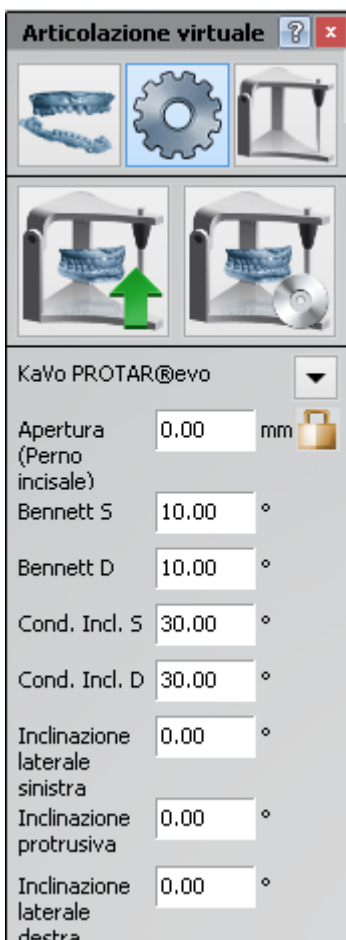 Articolazione virtuale ? x
KaVo PROTAR®evo
Apertura (Perno incisale) 0.00 mm
Bennett S 10.00 °
Bennett D 10.00 °
Cond. Incl. S 30.00 °
Cond. Incl. D 30.00 °
Inclinazione laterale sinistra 0.00 °
Inclinazione protrusiva 0.00 °
Inclinazione laterale destra 0.00 °